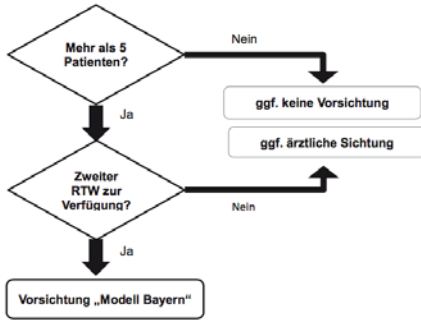 Mehr als 5
Patienten?
Nein
ggf. keine Vorsichtung
Ja
ggf. ärztliche Sichtung
Zweiter
RTW zur
Verfügung?
Nein
Ja
Vorsichtung „Modell Bayern“